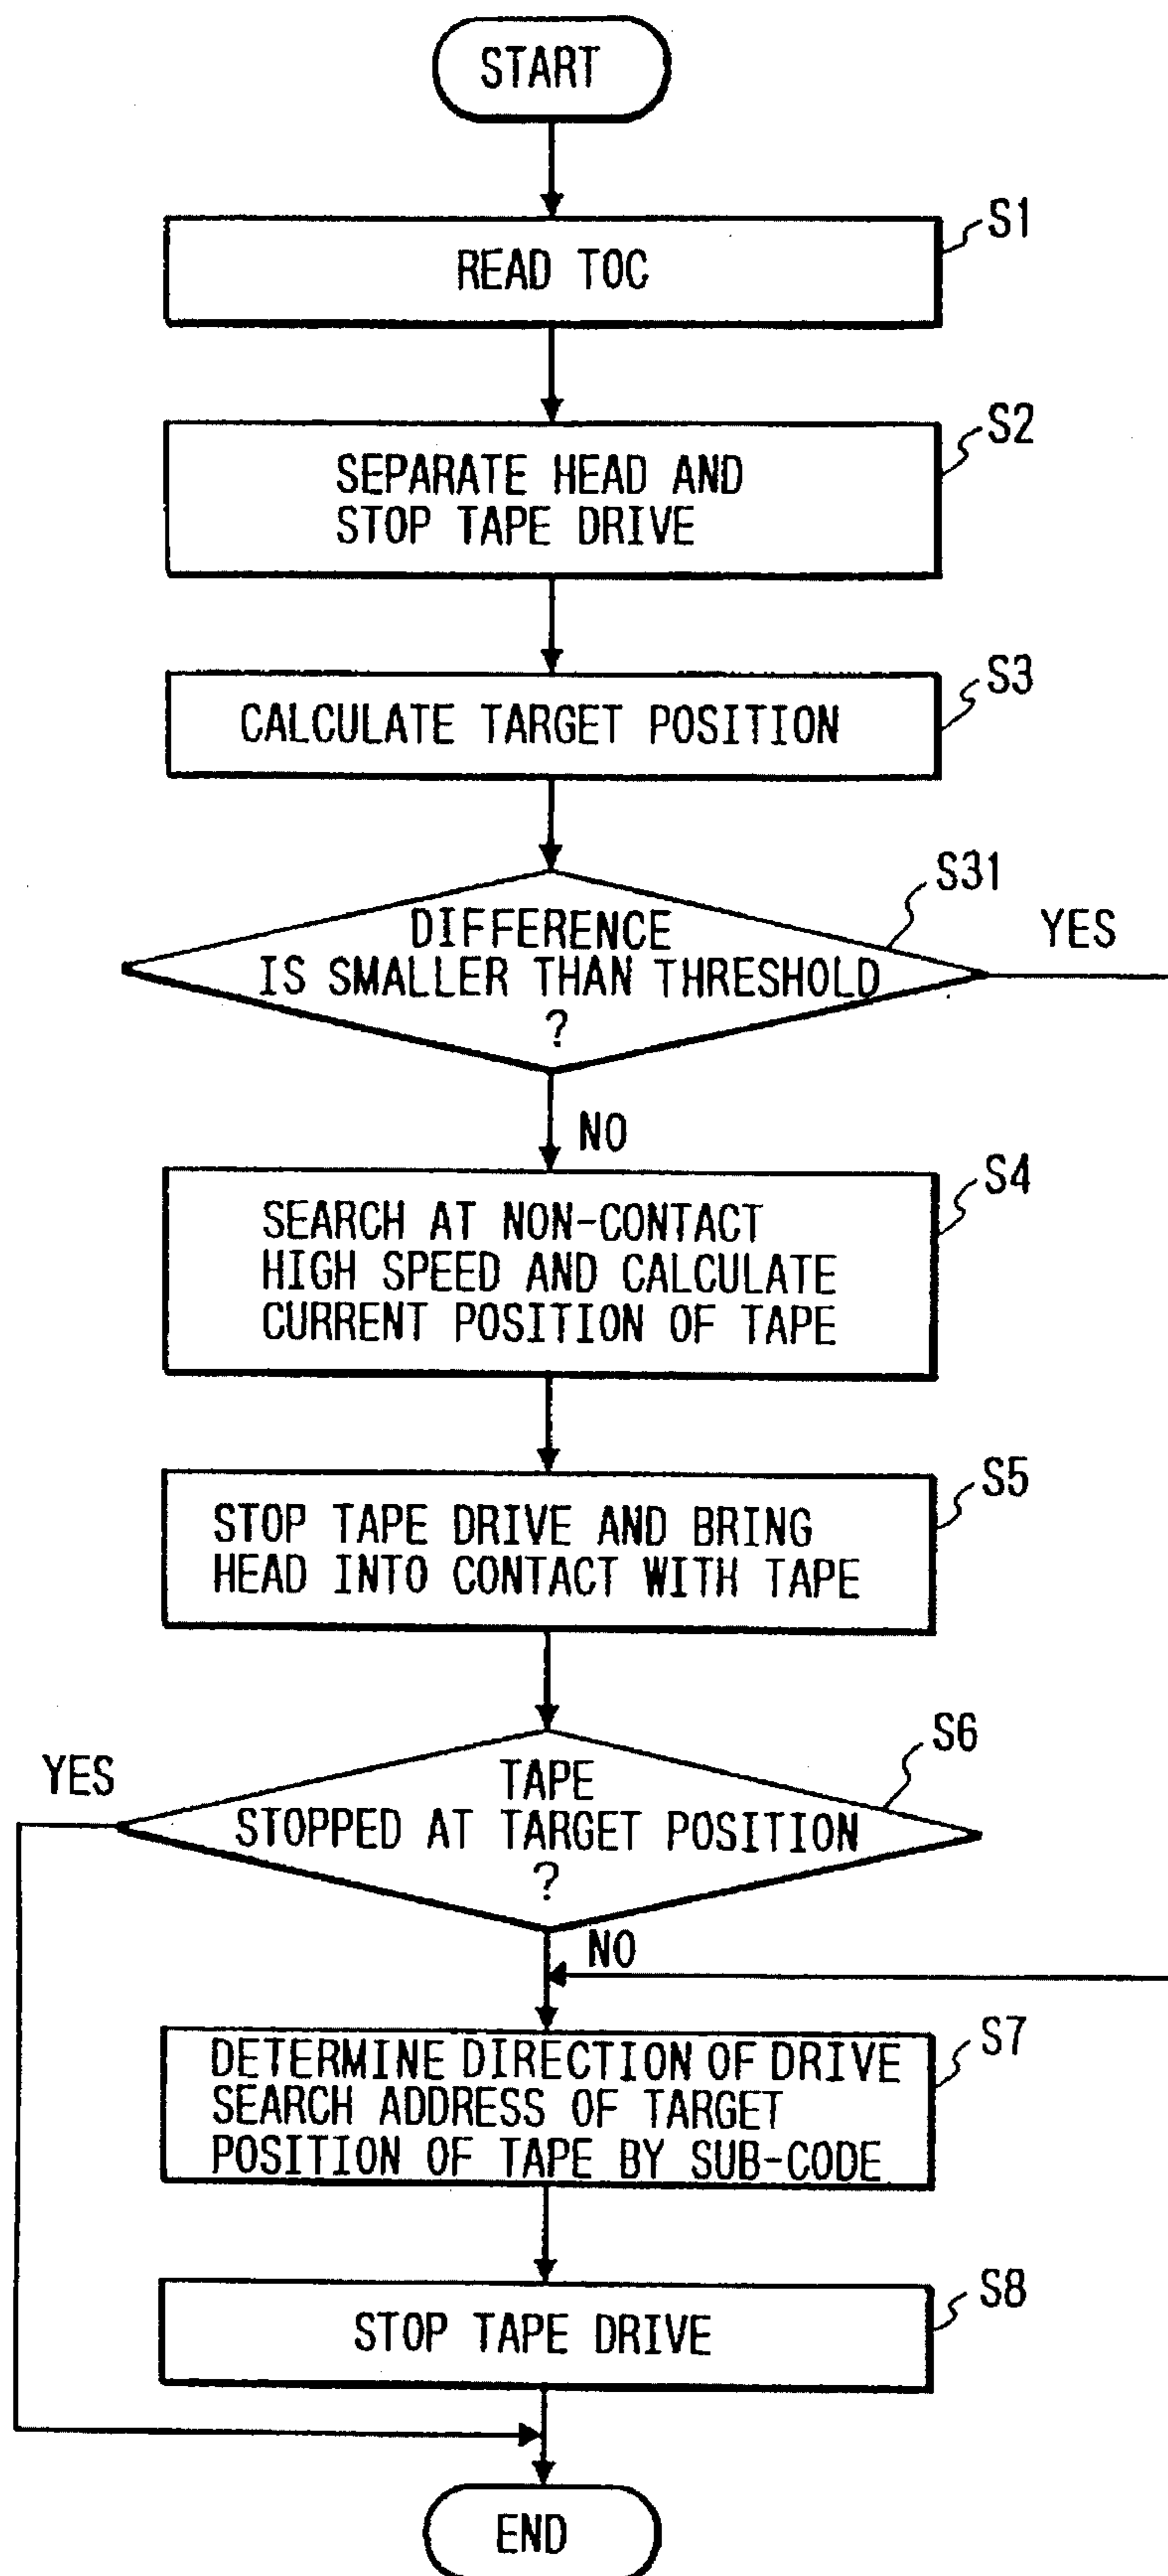 START
S1
READ TOC
S2
SEPARATE HEAD AND
STOP TAPE DRIVE
S3
CALCULATE TARGET POSITION
S31
YES
DIFFERENCE
IS SMALLER THAN THRESHOLD
?
NO
S4
SEARCH AT NON-CONTACT
HIGH SPEED AND CALCULATE
CURRENT POSITION OF TAPE
S5
STOP TAPE DRIVE AND BRING
HEAD INTO CONTACT WITH TAPE
S6
YES
TAPE
STOPPED AT TARGET POSITION
?
NO
S7
DETERMINE DIRECTION OF DRIVE
SEARCH ADDRESS OF TARGET
POSITION OF TAPE BY SUB-CODE
S8
STOP TAPE DRIVE
END